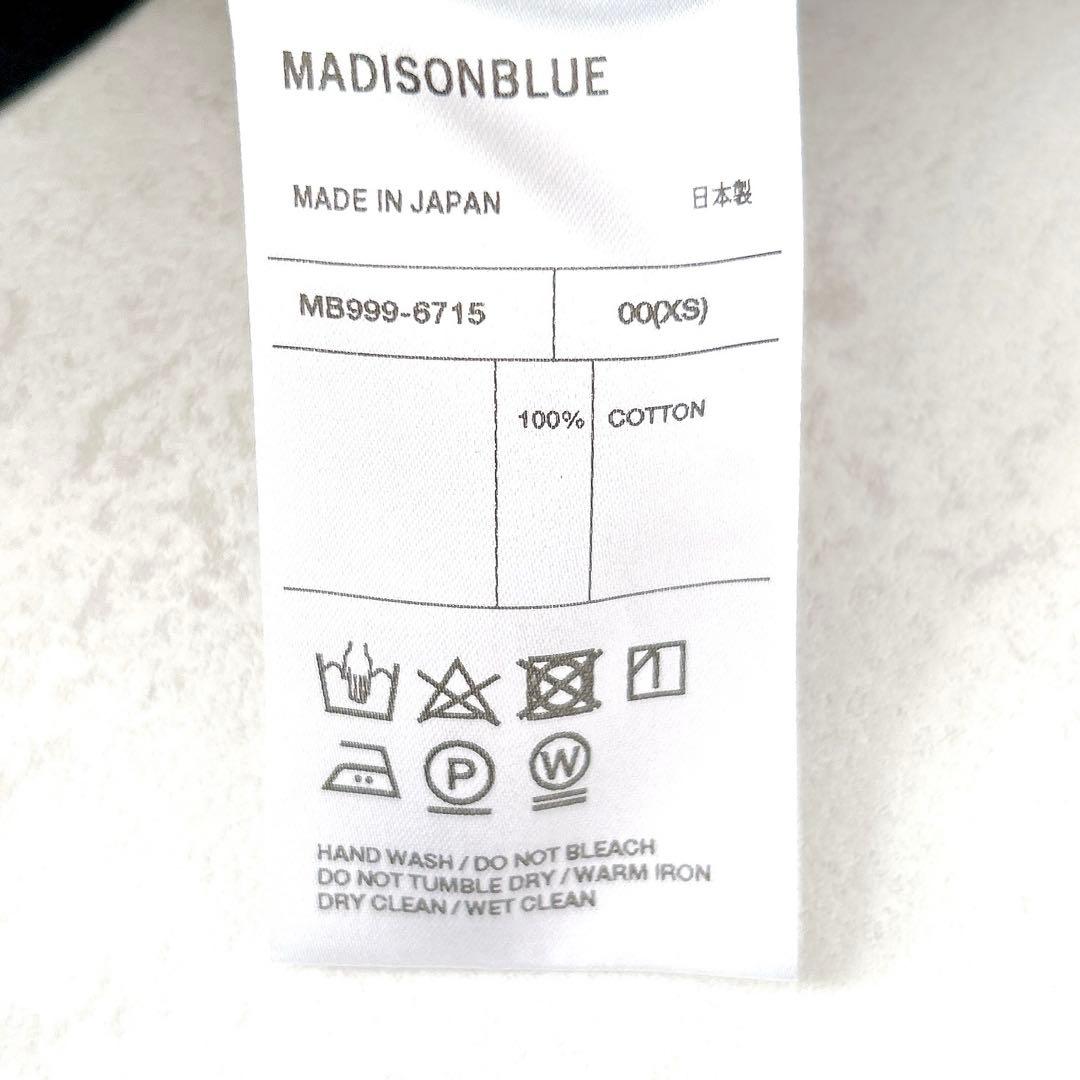 MADISONBLUE
MADE IN JAPAN 日本製
MB999-6715 00(XS)
100% COTTON
P W
HAND WASH / DO NOT BLEACH
DO NOT TUMBLE DRY / WARM IRON
DRY CLEAN / WET CLEAN